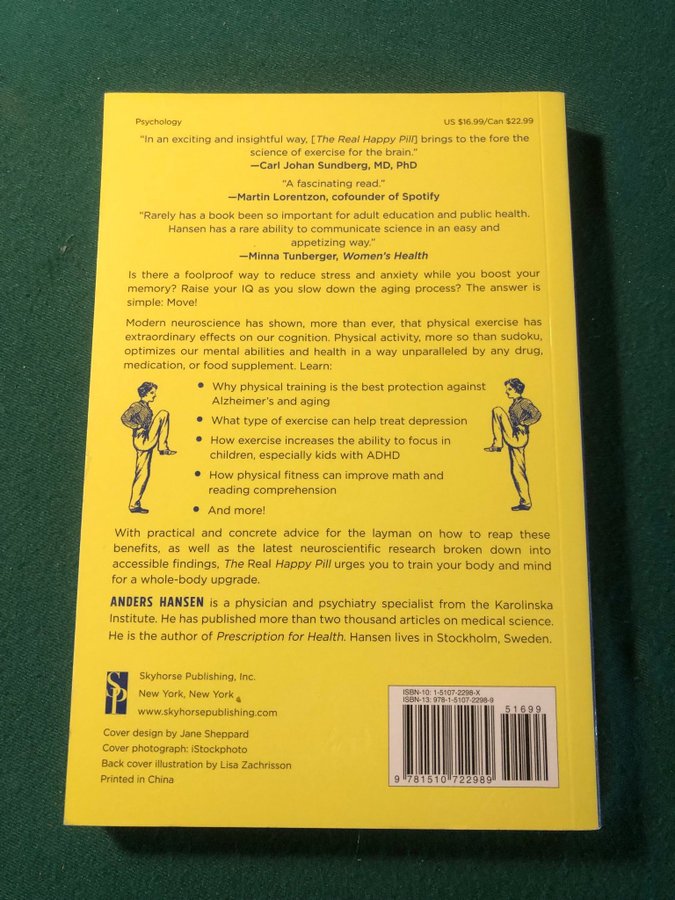 Psychology
US $16.99/Can $22.99
“In an exciting and insightful way, [The Real Happy Pill] brings to the fore the
science of exercise for the brain.”
—Carl Johan Sundberg, MD, PhD
“A fascinating read.”
—Martin Lorentzon, cofounder of Spotify
“Rarely has a book been so important for adult education and public health.
Hansen has a rare ability to communicate science in an easy and
appetizing way.”
—Minna Tunberger, Women’s Health
Is there a foolproof way to reduce stress and anxiety while you boost your
memory? Raise your IQ as you slow down the aging process? The answer is
simple: Move!
Modern neuroscience has shown, more than ever, that physical exercise has
extraordinary effects on our cognition. Physical activity, more so than sudoku,
optimizes our mental abilities and health in a way unparalleled by any drug,
medication, or food supplement. Learn:
• Why physical training is the best protection against
Alzheimer’s and aging
• What type of exercise can help treat depression
• How exercise increases the ability to focus in
children, especially kids with ADHD
• How physical fitness can improve math and
reading comprehension
• And more!
With practical and concrete advice for the layman on how to reap these
benefits, as well as the latest neuroscientific research broken down into
accessible findings, The Real Happy Pill urges you to train your body and mind
for a whole-body upgrade.
ANDERS HANSEN is a physician and psychiatry specialist from the Karolinska
Institute. He has published more than two thousand articles on medical science.
He is the author of Prescription for Health. Hansen lives in Stockholm, Sweden.
SP
Skyhorse Publishing, Inc.
New York, New York
www.skyhorsepublishing.com
Cover design by Jane Sheppard
Cover photograph: iStockphoto
Back cover illustration by Lisa Zachrisson
Printed in China
ISBN-10: 1-5107-2298-X
ISBN-13: 978-1-5107-2298-9
51699
9 781510 722989